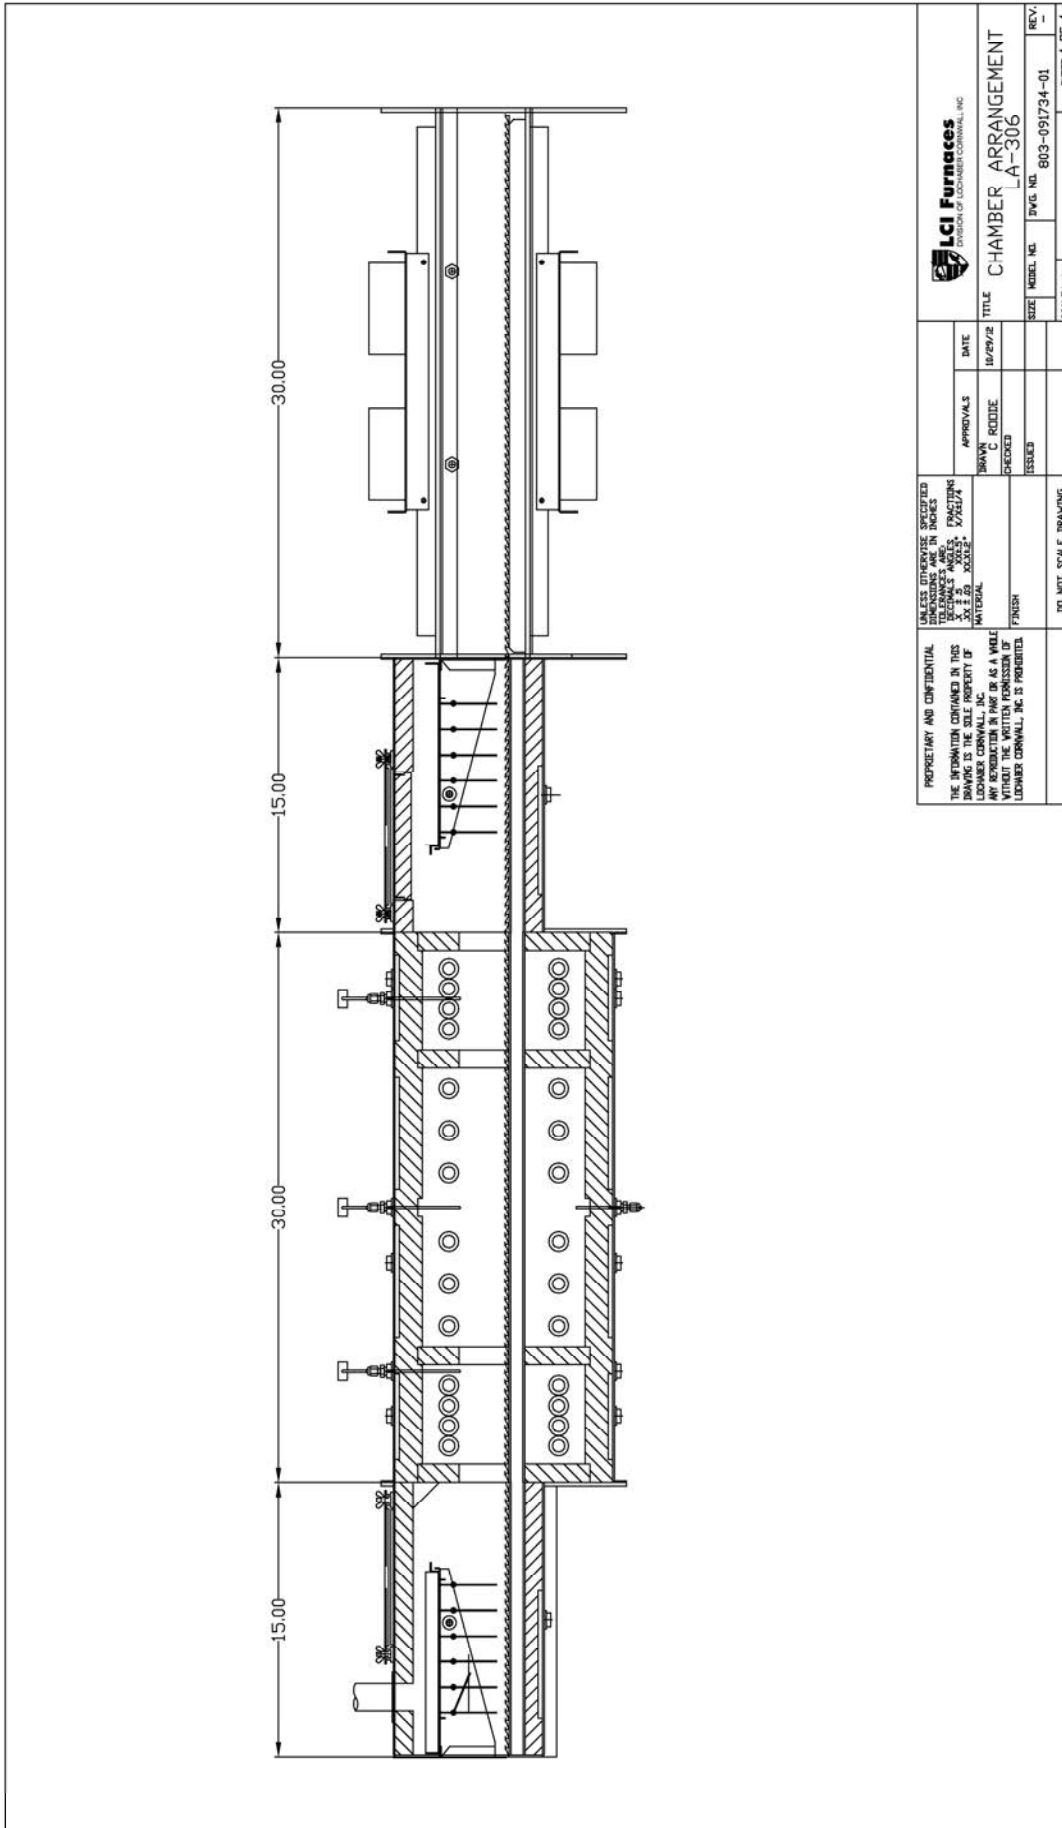 30.00
15.00
30.00
15.00
PROPRIETARY AND CONFIDENTIAL
THE INFORMATION CONTAINED IN THIS
DRAWING IS THE SOLE PROPERTY OF
LOCHABER CORNWALL, INC.
ANY REPRODUCTION IN PART OR AS A WHOLE
WITHOUT THE WRITTEN PERMISSION OF
LOCHABER CORNWALL, INC. IS PROHIBITED.
UNLESS OTHERWISE SPECIFIED
DIMENSIONS ARE IN INCHES
TOLERANCES ARE:
DECIMALS ANGLES FRACTIONS
MATERIAL
FINISH
DO NOT SCALE DRAWING
APPROVALS DATE
DRAWN
C ROODE 10/29/12
CHECKED
ISSUED
LCI Furnaces
DIVISION OF LOCHABER CORNWALL, INC
TITLE
CHAMBER ARRANGEMENT
LA-306
SIZE MODEL NO. DWG. NO. REV.
803-091734-01 -